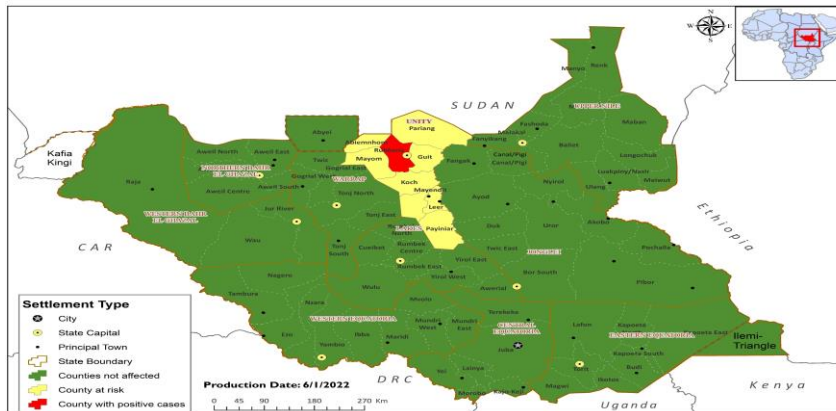 SUDAN
Renk
Manyo
UPPER NILE
Maban
Fashoda
Malakal
Baliet
Panyikang
Canal/Pigi
Canal/Pigi
Longochuk
Luakpiny/Nasir
Maiwut
Ulang
Nyirol
Fangak
UNITY
Pariang
Abiemnhom
Rubkona
Guit
Mayom
Koch
Mayendit
Leer
Payinjiar
Abyei
Kafia
Kingi
Aweil North
Aweil East
NORTHERN BAHR
EL GHAZAL
Aweil Centre
Aweil South
Twic
Gogrial East
Gogrial West
WARRAP
Tonj North
Tonj East
Tonj
South
Raja
WESTERN BAHR
EL GHAZAL
Jur River
Wau
LAKES
Rumbek
North
Rumbek
Centre
Cueibet
Rumbek East
Wulu
Yirol East
Yirol West
Awerial
Ayod
Duk
Uror
Akobo
Twic East
JONGLEI
Pochalla
Bor South
Pibor
Ethiopia
CAR
Nagero
Tambura
Nzara
Ezo
Yambio
WESTERN EQUATORIA
Ibba
Maridi
Mvolo
Mundri
West
Mundri
East
Terekeka
CENTRAL
EQUATORIA
Juba
Yei
Lainya
Morobo
Kajo-Keji
Lafon
Kapoeta
EASTERN EQUATORIA
Kapoeta East
Kapoeta South
Torit
Budi
Ikotos
Magwi
Ilemi-
Triangle
DRC
Uganda
Kenya
Settlement Type
City
State Capital
Principal Town
State Boundary
Counties not affected
County at risk
County with positive cases
Production Date: 6/1/2022
0 45 90 180 270 Km
N
W E
S